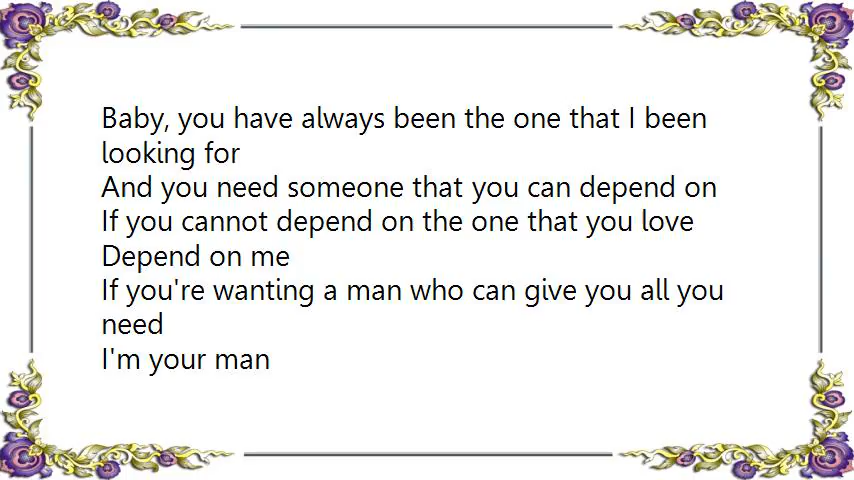 Baby, you have always been the one that I been
looking for
And you need someone that you can depend on
If you cannot depend on the one that you love
Depend on me
If you're wanting a man who can give you all you
need
I'm your man